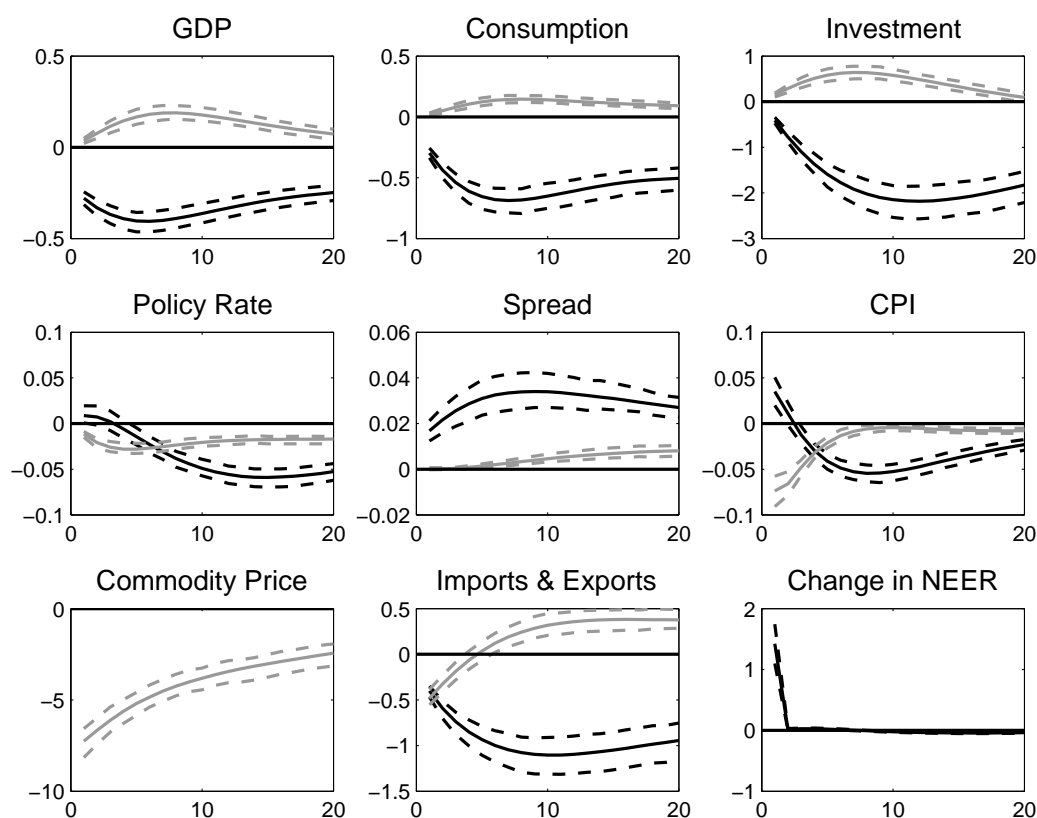 GDP
0.5
0
−0.5
0 10 20
Consumption
0.5
0
−0.5
−1
0 10 20
Investment
1
0
−1
−2
−3
0 10 20
Policy Rate
0.1
0.05
0
−0.05
−0.1
0 10 20
Spread
0.06
0.04
0.02
0
−0.02
0 10 20
CPI
0.1
0.05
0
−0.05
−0.1
0 10 20
Commodity Price
0
−5
−10
0 10 20
Imports & Exports
0.5
0
−0.5
−1
−1.5
0 10 20
Change in NEER
2
1
0
−1
0 10 20